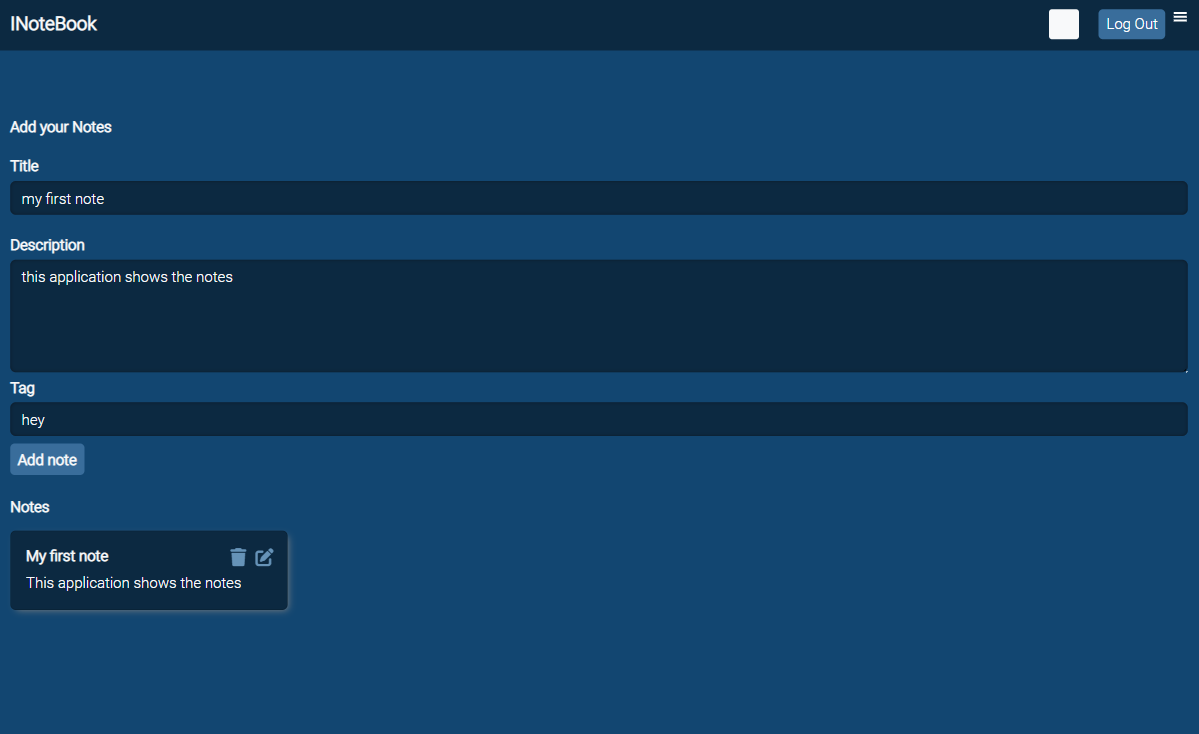 INoteBook
Log Out
Add your Notes
Title
my first note
Description
this application shows the notes
Tag
hey
Add note
Notes
My first note
This application shows the notes